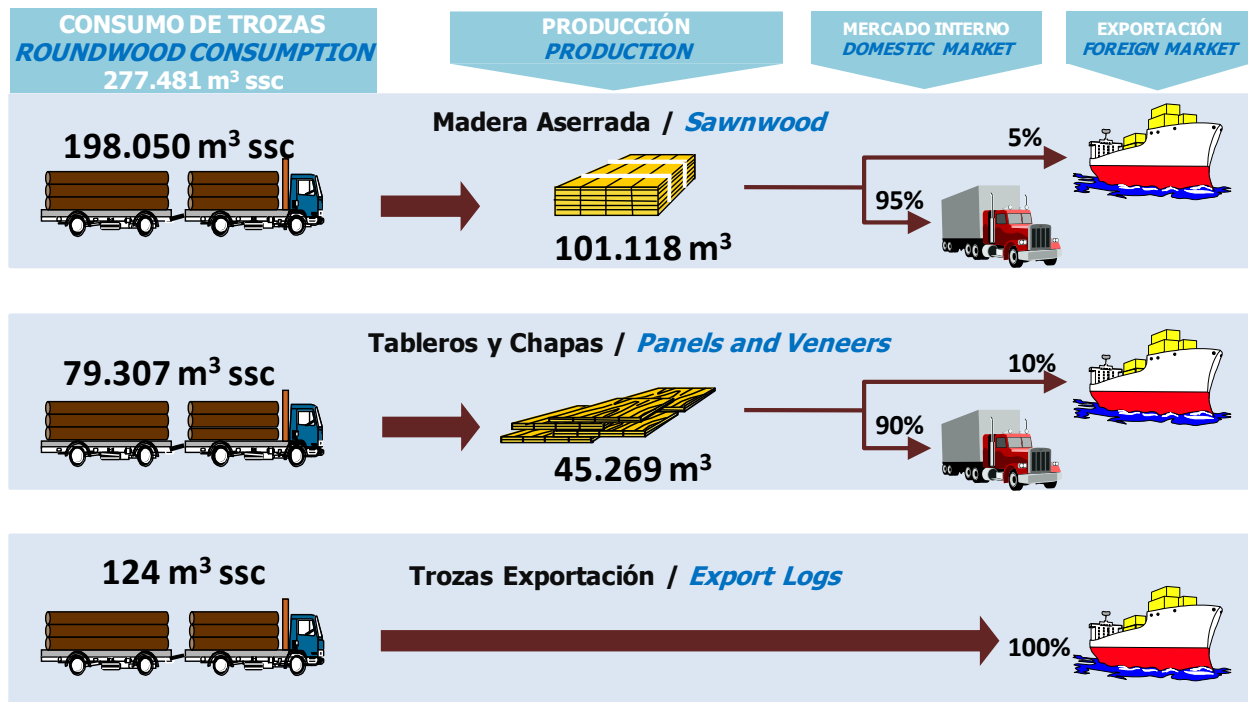 CONSUMO DE TROZAS
ROUNDWOOD CONSUMPTION
277.481 m³ ssc
PRODUCCIÓN
PRODUCTION
MERCADO INTERNO
DOMESTIC MARKET
EXPORTACIÓN
FOREIGN MARKET
Madera Aserrada / Sawnwood
198.050 m³ ssc
101.118 m³
5%
95%
Tableros y Chapas / Panels and Veneers
79.307 m³ ssc
45.269 m³
10%
90%
Trozas Exportación / Export Logs
124 m³ ssc
100%